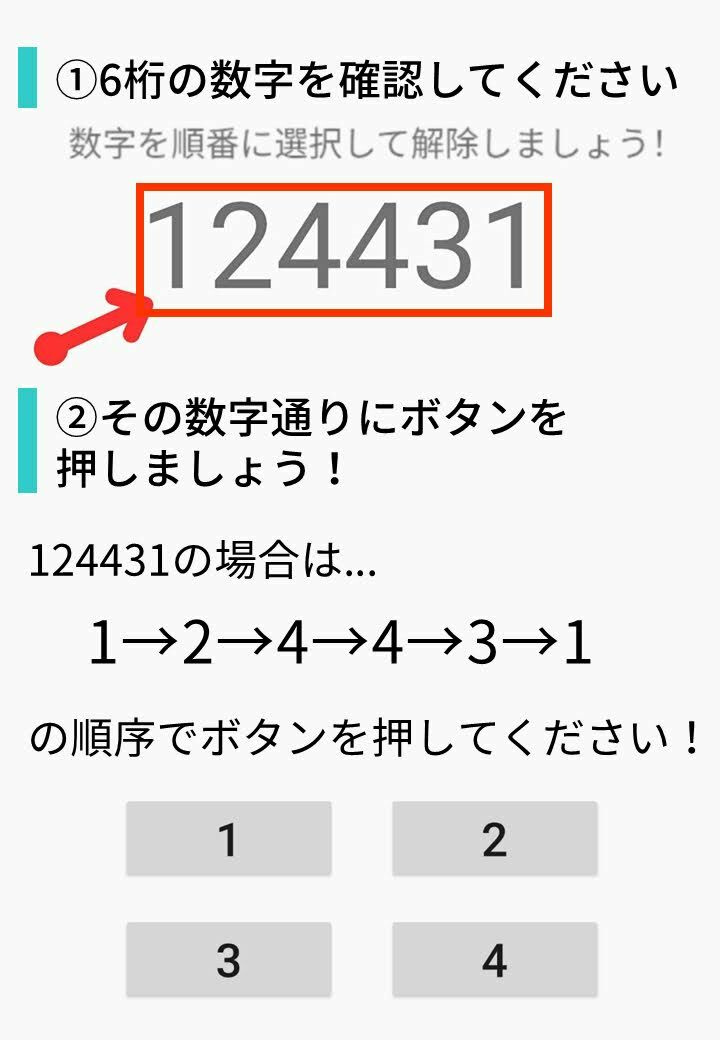 ①6桁の数字を確認してください
数字を順番に選択して解除しましょう!
124431
②その数字通りにボタンを
押しましょう！
124431の場合は...
1→2→4→4→3→1
の順序でボタンを押してください！
1 2
3 4